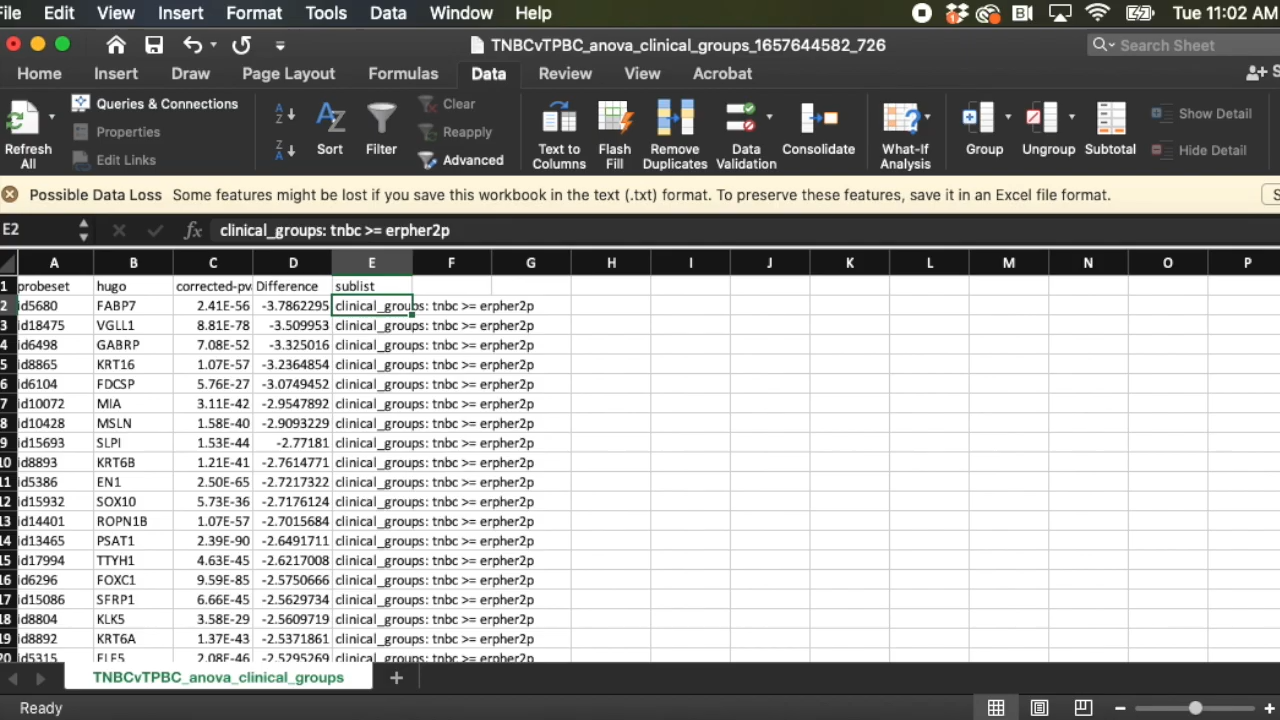 File Edit View Insert Format Tools Data Window Help Tue 11:02 AM
TNBCvTPBC_anova_clinical_groups_1657644582_726 Search Sheet
Home Insert Draw Page Layout Formulas Data Review View Acrobat
Refresh All Queries & Connections Properties Edit Links Sort Filter Clear Reapply Advanced Text to Columns Flash Fill Remove Duplicates Data Validation Consolidate What-If Analysis Group Ungroup Subtotal Show Detail Hide Detail
Possible Data Loss Some features might be lost if you save this workbook in the text (.txt) format. To preserve these features, save it in an Excel file format.
E2 fx clinical_groups: tnbc >= erpher2p
A B C D E F G H I J K L M N O P
1 probeset hugo corrected-pv Difference sublist
2 id5680 FABP7 2.41E-56 -3.7862295 clinical_groups: tnbc >= erpher2p
3 id18475 VGLL1 8.81E-78 -3.509953 clinical_groups: tnbc >= erpher2p
4 id6498 GABRP 7.08E-52 -3.325016 clinical_groups: tnbc >= erpher2p
5 id8865 KRT16 1.07E-57 -3.2364854 clinical_groups: tnbc >= erpher2p
6 id6104 FDCSP 5.76E-27 -3.0749452 clinical_groups: tnbc >= erpher2p
7 id10072 MIA 3.11E-42 -2.9547892 clinical_groups: tnbc >= erpher2p
8 id10428 MSLN 1.58E-40 -2.9093229 clinical_groups: tnbc >= erpher2p
9 id15693 SLPI 1.53E-44 -2.77181 clinical_groups: tnbc >= erpher2p
10 id8893 KRT6B 1.21E-41 -2.7614771 clinical_groups: tnbc >= erpher2p
11 id5386 EN1 2.50E-65 -2.7217322 clinical_groups: tnbc >= erpher2p
12 id15932 SOX10 5.73E-36 -2.7176124 clinical_groups: tnbc >= erpher2p
13 id14401 ROPN1B 1.07E-57 -2.7015684 clinical_groups: tnbc >= erpher2p
14 id13465 PSAT1 2.39E-90 -2.6491711 clinical_groups: tnbc >= erpher2p
15 id17994 TTYH1 4.63E-45 -2.6217008 clinical_groups: tnbc >= erpher2p
16 id6296 FOXC1 9.59E-85 -2.5750666 clinical_groups: tnbc >= erpher2p
17 id15086 SFRP1 6.66E-45 -2.5629734 clinical_groups: tnbc >= erpher2p
18 id8804 KLK5 3.58E-29 -2.5609719 clinical_groups: tnbc >= erpher2p
19 id8892 KRT6A 1.37E-43 -2.5371861 clinical_groups: tnbc >= erpher2p
20 id5315 ELF5 2.08E-46 -2.5295269 clinical_groups: tnbc >= erpher2p
TNBCvTPBC_anova_clinical_groups
Ready